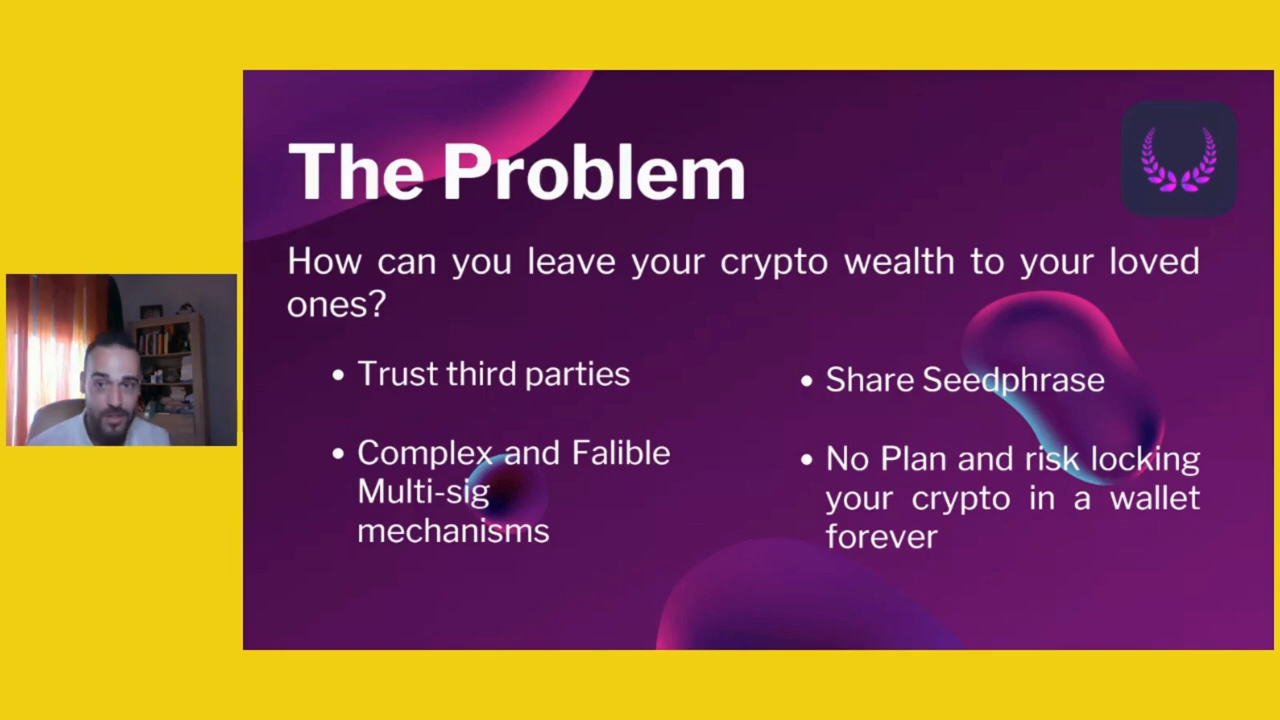 The Problem
How can you leave your crypto wealth to your loved
ones?
• Trust third parties
• Complex and Falible
Multi-sig
mechanisms
• Share Seedphrase
• No Plan and risk locking
your crypto in a wallet
forever